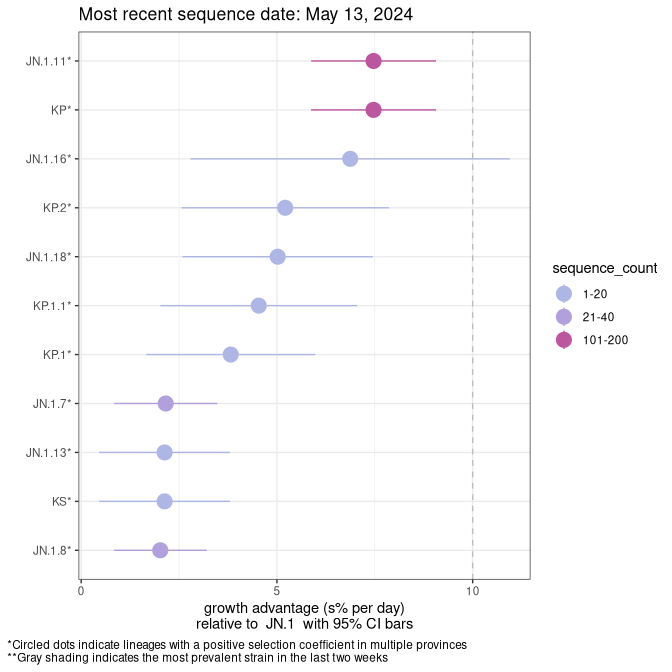 Most recent sequence date: May 13, 2024
JN.1.11*
KP*
JN.1.16*
KP.2*
JN.1.18*
KP.1.1*
KP.1*
JN.1.7*
JN.1.13*
KS*
JN.1.8*
0 5 10
growth advantage (s% per day)
relative to JN.1 with 95% CI bars
sequence_count
1-20
21-40
101-200
*Circled dots indicate lineages with a positive selection coefficient in multiple provinces
**Gray shading indicates the most prevalent strain in the last two weeks